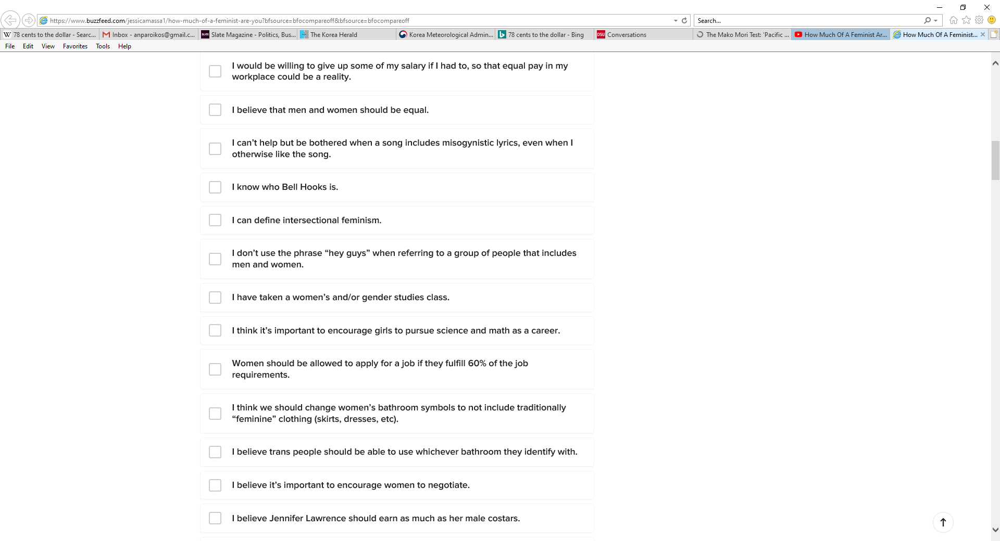 https://www.buzzfeed.com/jessicamassa1/how-much-of-a-feminist-are-you?bfsource=bfocompareoff&bfsource=bfocompareoff
Search...
W 78 cents to the dollar - Searc...
Inbox - anparoikos@gmail.c...
SLATE Slate Magazine - Politics, Bus...
The Korea Herald
Korea Meteorological Admin...
78 cents to the dollar - Bing
DSU Conversations
The Mako Mori Test: 'Pacific ...
How Much Of A Feminist Ar...
How Much Of A Feminist...
File Edit View Favorites Tools Help
I would be willing to give up some of my salary if I had to, so that equal pay in my
workplace could be a reality.
I believe that men and women should be equal.
I can’t help but be bothered when a song includes misogynistic lyrics, even when I
otherwise like the song.
I know who Bell Hooks is.
I can define intersectional feminism.
I don’t use the phrase “hey guys” when referring to a group of people that includes
men and women.
I have taken a women’s and/or gender studies class.
I think it’s important to encourage girls to pursue science and math as a career.
Women should be allowed to apply for a job if they fulfill 60% of the job
requirements.
I think we should change women’s bathroom symbols to not include traditionally
“feminine” clothing (skirts, dresses, etc).
I believe trans people should be able to use whichever bathroom they identify with.
I believe it’s important to encourage women to negotiate.
I believe Jennifer Lawrence should earn as much as her male costars.